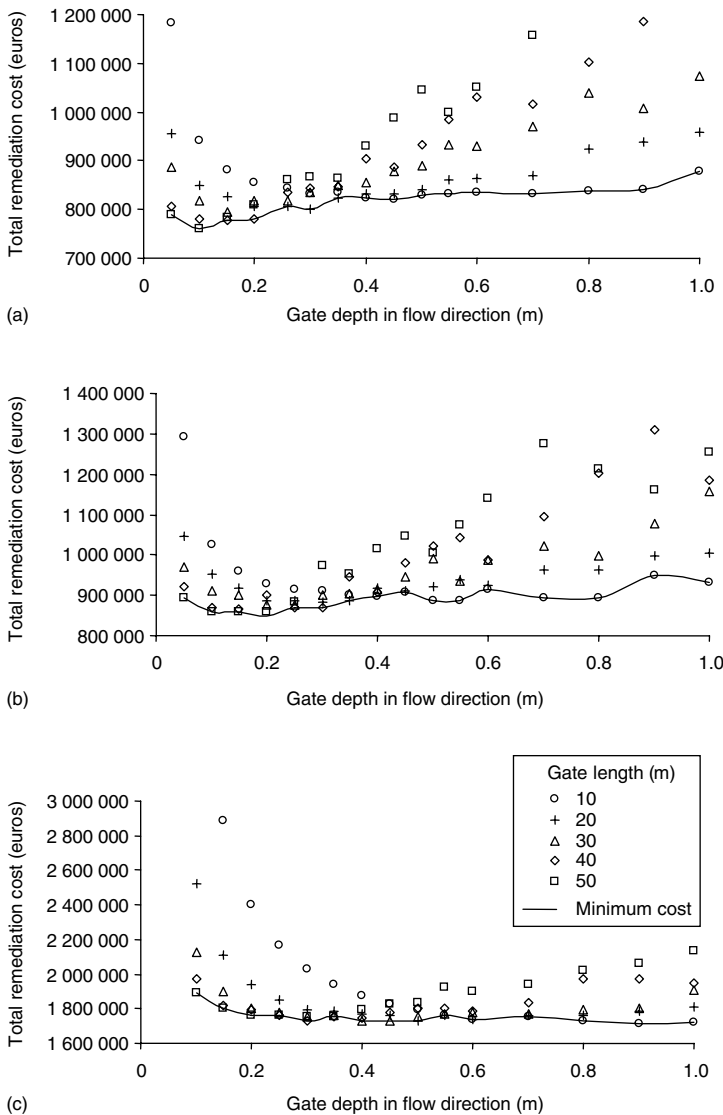 Total remediation cost (euros)
1 200 000
1 100 000
1 000 000
900 000
800 000
700 000
0 0.2 0.4 0.6 0.8 1.0
(a)
Gate depth in flow direction (m)
Total remediation cost (euros)
1 400 000
1 300 000
1 200 000
1 100 000
1 000 000
900 000
800 000
0 0.2 0.4 0.6 0.8 1.0
(b)
Gate depth in flow direction (m)
Total remediation cost (euros)
3 000 000
2 800 000
2 600 000
2 400 000
2 200 000
2 000 000
1 800 000
1 600 000
Gate length (m)
10
20
30
40
50
Minimum cost
0 0.2 0.4 0.6 0.8 1.0
(c)
Gate depth in flow direction (m)